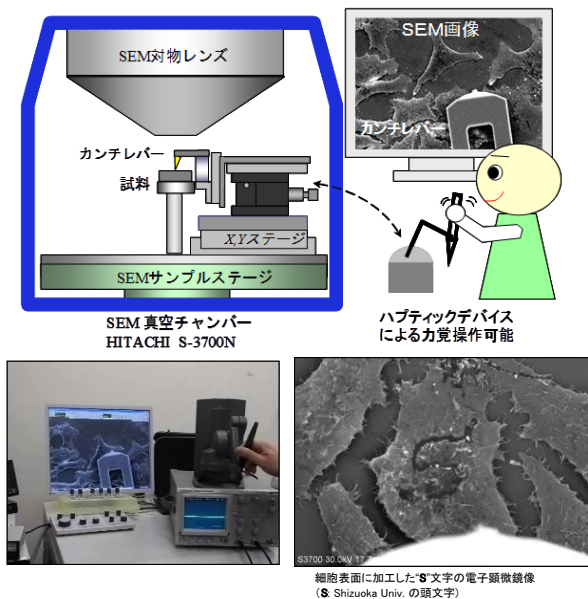 SEM対物レンズ
カンチレバー
試料
X,Yステージ
SEMサンプルステージ
SEM 真空チャンバー
HITACHI S-3700N
SEM画像
カンチレバー
ハプティックデバイス
による力覚操作可能
S3700 30.0kV 17.7
細胞表面に加工した“S”文字の電子顕微鏡像
（S: Shizuoka Univ. の頭文字）